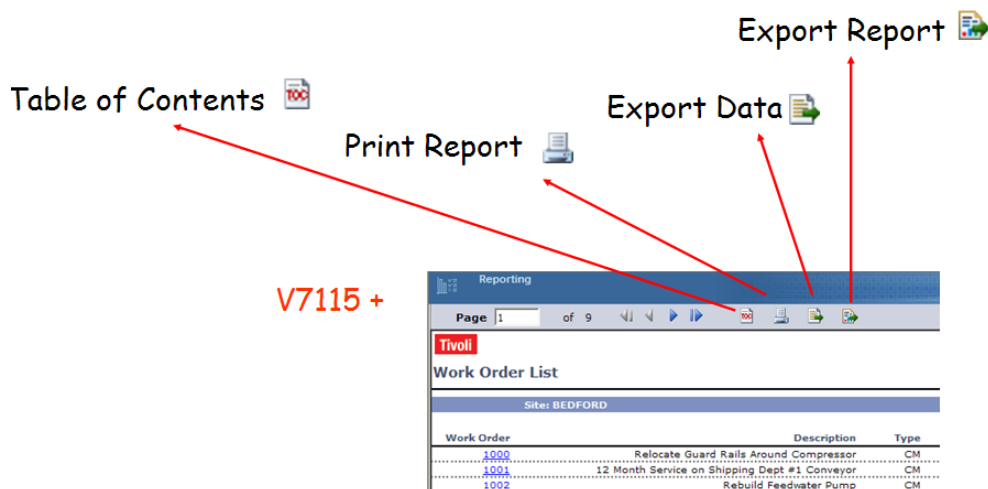 Export Report
Table of Contents TOC
Export Data
Print Report
V7115 +
Reporting
Page 1 of 9 TOC
Tivoli
Work Order List
Site: BEDFORD
Work Order Description Type
1000 Relocate Guard Rails Around Compressor CM
1001 12 Month Service on Shipping Dept #1 Conveyor CM
1002 Rebuild Feedwater Pump CM